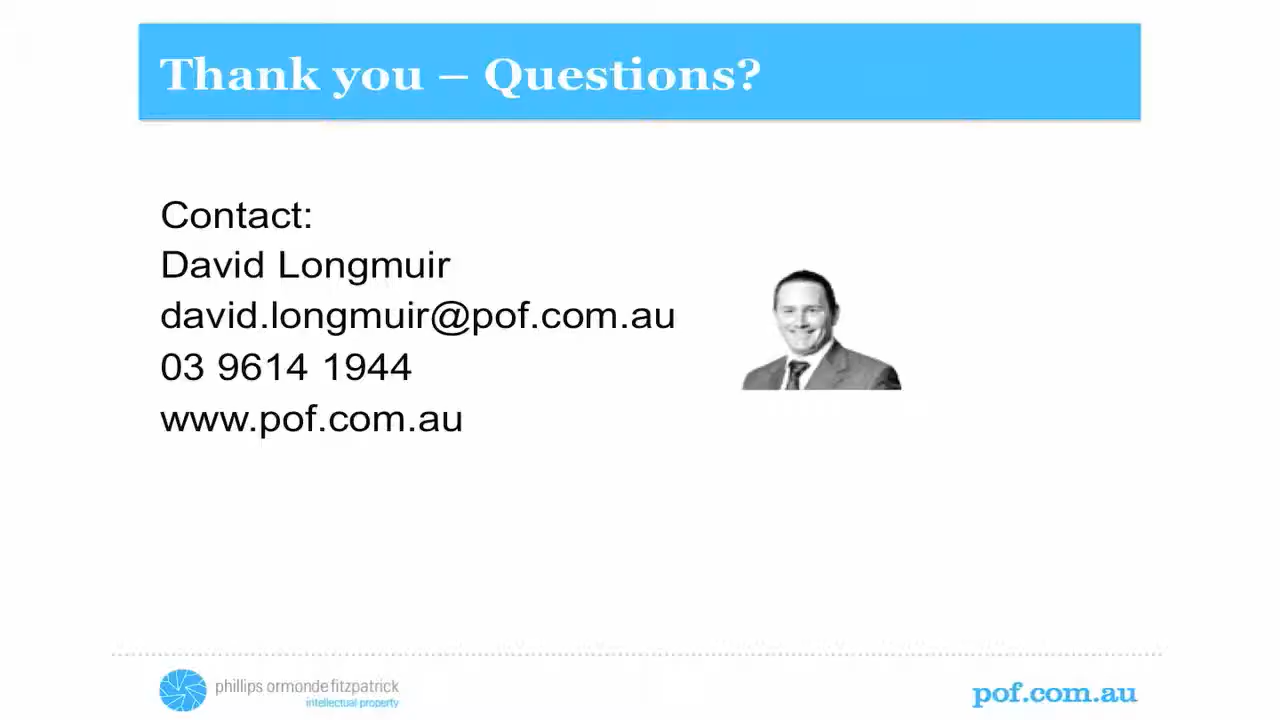 Thank you – Questions?
Contact:
David Longmuir
david.longmuir@pof.com.au
03 9614 1944
www.pof.com.au
phillips ormonde fitzpatrick
intellectual property
pof.com.au